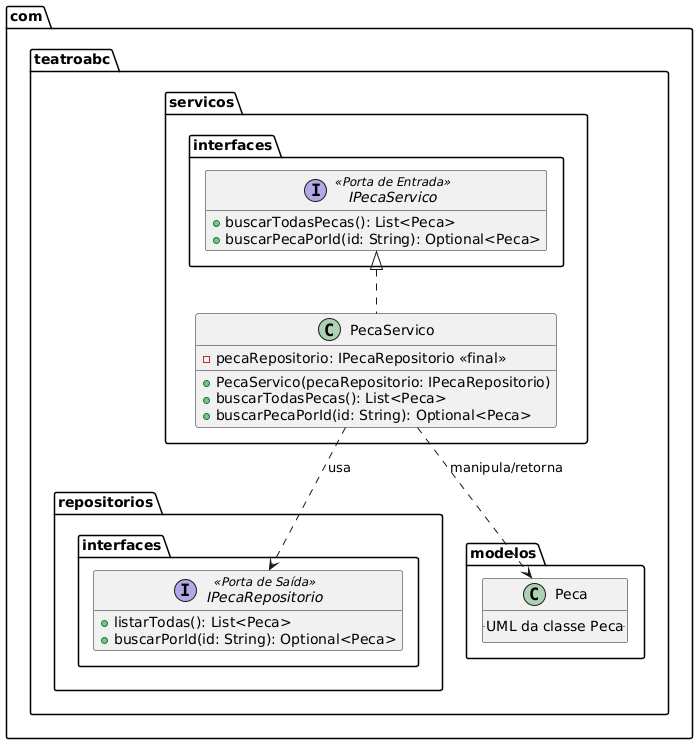 com
teatroabc
servicos
interfaces
I «Porta de Entrada»
IPecaServico
buscarTodasPecas(): List<Peca>
buscarPecaPorId(id: String): Optional<Peca>
C PecaServico
pecaRepositorio: IPecaRepositorio «final»
PecaServico(pecaRepositorio: IPecaRepositorio)
buscarTodasPecas(): List<Peca>
buscarPecaPorId(id: String): Optional<Peca>
usa
manipula/retorna
repositorios
interfaces
I «Porta de Saída»
IPecaRepositorio
listarTodas(): List<Peca>
buscarPorId(id: String): Optional<Peca>
modelos
C Peca
UML da classe Peca